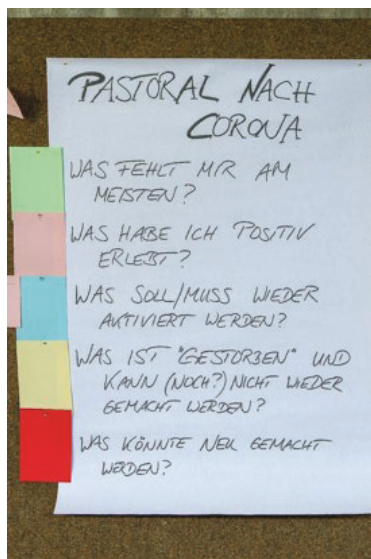 PASTORAL NACH
CORONA
WAS FEHLT MIR AM
MEISTEN?
WAS HABE ICH POSITIV
ERLEBT?
WAS SOLL/MUSS WIEDER
AKTIVIERT WERDEN?
WAS IST "GESTORBEN" UND
KANN (NOCH?) NICHT WIEDER
GEMACHT WERDEN?
WAS KÖNNTE NEU GEMACHT
WERDEN?